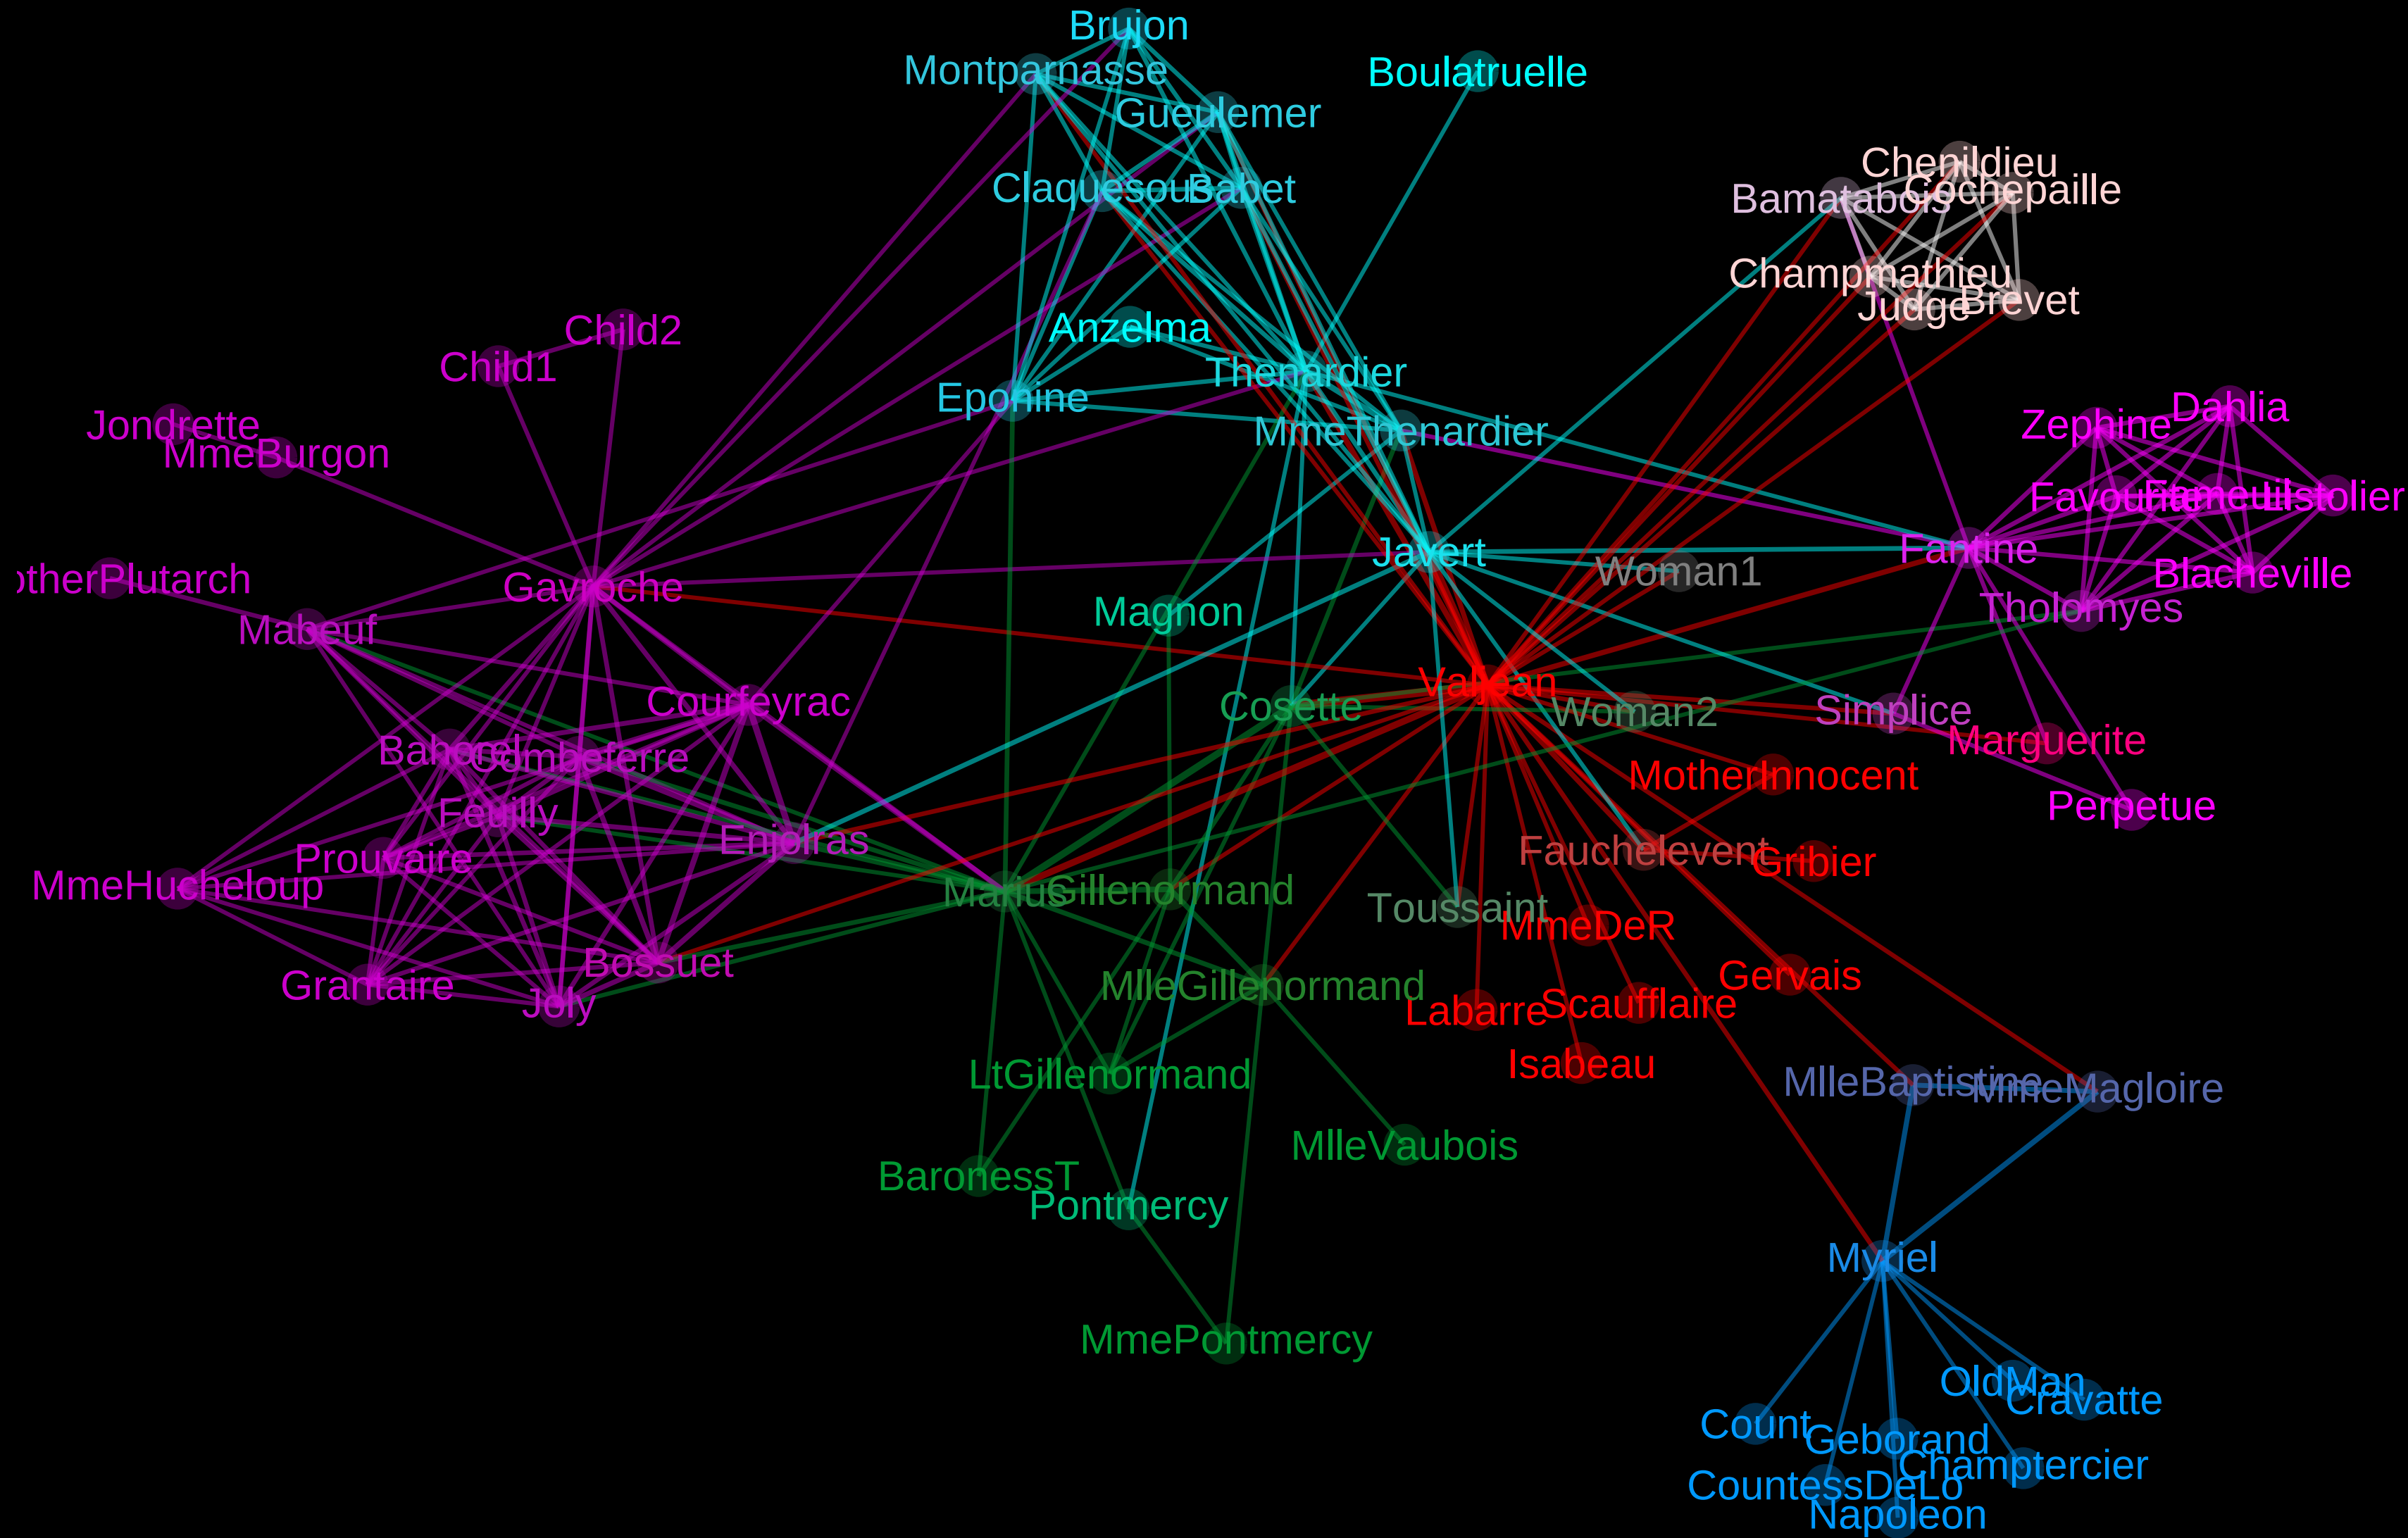 Brujon
Montparnasse
Boulatruelle
Gueulemer
Chenildieu
Cochepaille
Bamatabois
Claquesous
Babet
Champmathieu
Judge
Brevet
Anzelma
Child2
Child1
Thenardier
Eponine
Dahlia
Zephine
Jondrette
MmeThenardier
MmeBurgon
Favourite
Fameuil
Listolier
Javert
Fantine
Woman1
Blacheville
otherPlutarch
Gavroche
Magnon
Tholomyes
Mabeuf
Valjean
Courfeyrac
Cosette
Woman2
Simplice
Marguerite
Bahorel
Combeferre
MotherInnocent
Perpetue
Feuilly
Enjolras
Fauchelevent
Gribier
Prouvaire
MmeHucheloup
Marius
Gillenormand
Toussaint
MmeDeR
Bossuet
Gervais
Grantaire
MlleGillenormand
Joly
Labarre
Scaufflaire
Isabeau
LtGillenormand
MlleBaptistine
MmeMagloire
MlleVaubois
BaronessT
Pontmercy
Myriel
MmePontmercy
OldMan
Cravatte
Count
Geborand
Champtercier
CountessDeLo
Napoleon